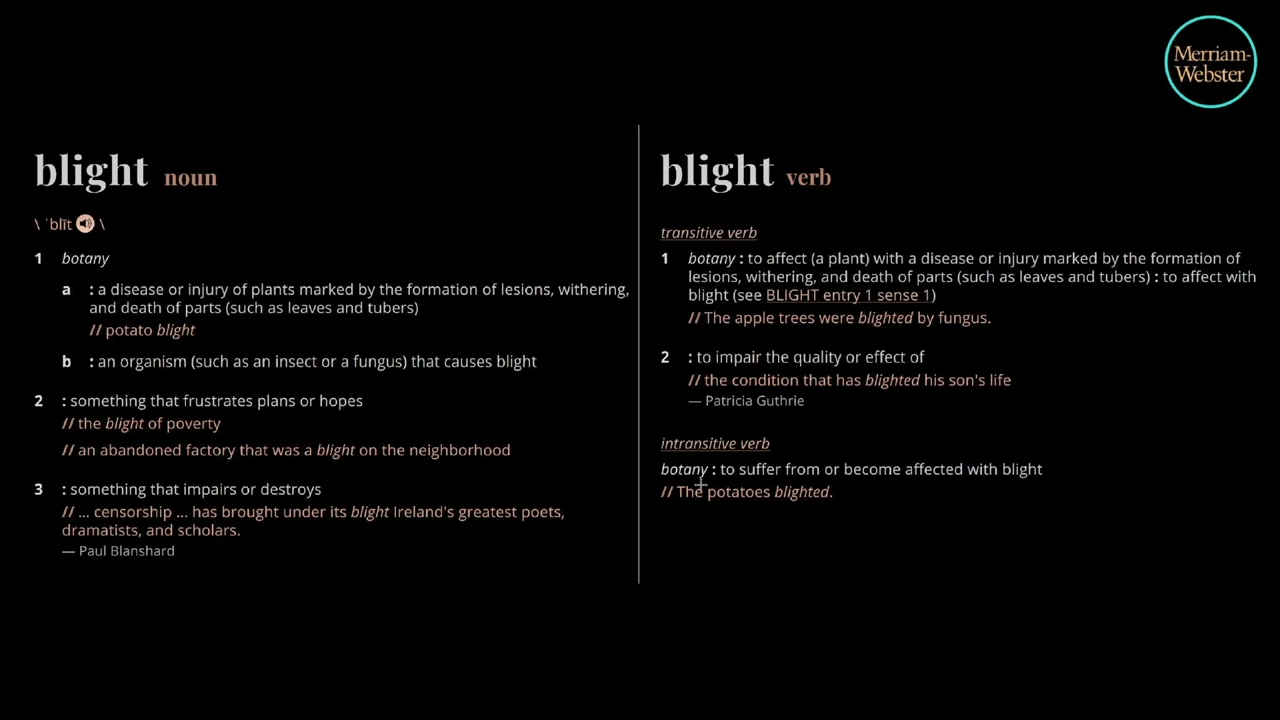 Merriam-
Webster
blight noun
\ ˈblīt \
1 botany
a : a disease or injury of plants marked by the formation of lesions, withering,
and death of parts (such as leaves and tubers)
// potato blight
b : an organism (such as an insect or a fungus) that causes blight
2 : something that frustrates plans or hopes
// the blight of poverty
// an abandoned factory that was a blight on the neighborhood
3 : something that impairs or destroys
// ... censorship ... has brought under its blight Ireland's greatest poets,
dramatists, and scholars.
— Paul Blanshard
blight verb
transitive verb
1 botany : to affect (a plant) with a disease or injury marked by the formation of
lesions, withering, and death of parts (such as leaves and tubers) : to affect with
blight (see BLIGHT entry 1 sense 1)
// The apple trees were blighted by fungus.
2 : to impair the quality or effect of
// the condition that has blighted his son's life
— Patricia Guthrie
intransitive verb
botany : to suffer from or become affected with blight
// The potatoes blighted.